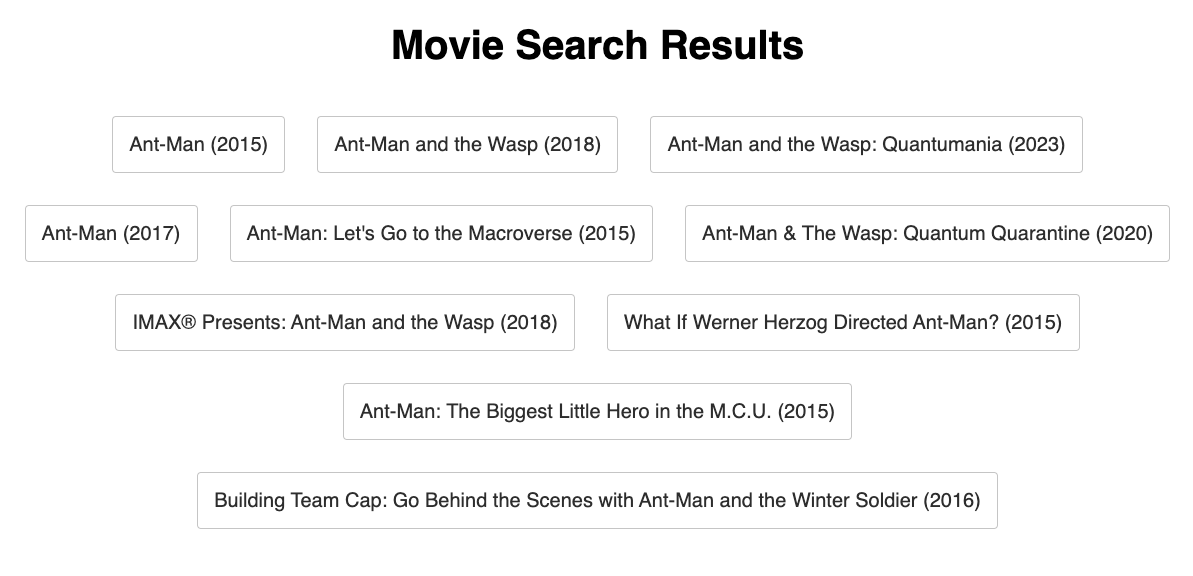 Movie Search Results
Ant-Man (2015)
Ant-Man and the Wasp (2018)
Ant-Man and the Wasp: Quantumania (2023)
Ant-Man (2017)
Ant-Man: Let's Go to the Macroverse (2015)
Ant-Man & The Wasp: Quantum Quarantine (2020)
IMAX® Presents: Ant-Man and the Wasp (2018)
What If Werner Herzog Directed Ant-Man? (2015)
Ant-Man: The Biggest Little Hero in the M.C.U. (2015)
Building Team Cap: Go Behind the Scenes with Ant-Man and the Winter Soldier (2016)